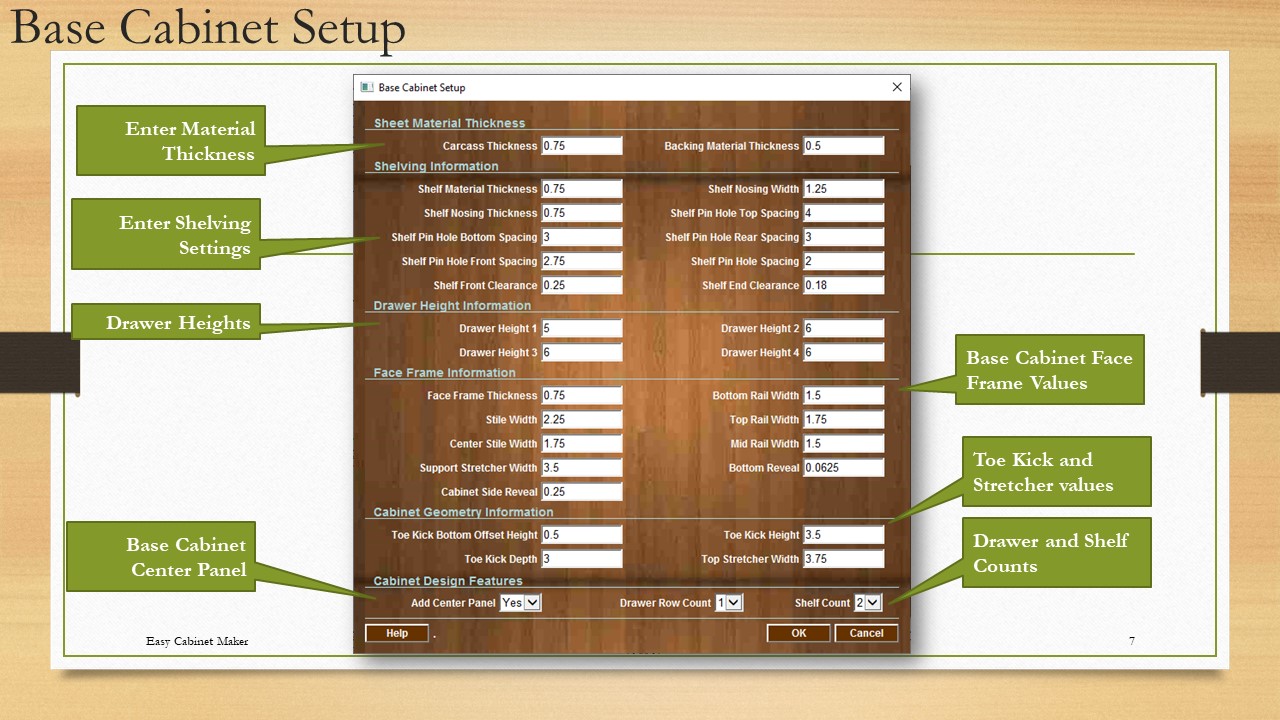 Base Cabinet Setup
Base Cabinet Setup
Enter Material
Thickness
Sheet Material Thickness
Carcass Thickness 0.75 Backing Material Thickness 0.5
Enter Shelving
Settings
Shelving Information
Shelf Material Thickness 0.75 Shelf Nosing Width 1.25
Shelf Nosing Thickness 0.75 Shelf Pin Hole Top Spacing 4
Shelf Pin Hole Bottom Spacing 3 Shelf Pin Hole Rear Spacing 3
Shelf Pin Hole Front Spacing 2.75 Shelf Pin Hole Spacing 2
Shelf Front Clearance 0.25 Shelf End Clearance 0.18
Drawer Heights
Drawer Height Information
Drawer Height 1 5 Drawer Height 2 6
Drawer Height 3 6 Drawer Height 4 6
Base Cabinet Face
Frame Values
Face Frame Information
Face Frame Thickness 0.75 Bottom Rail Width 1.5
Stile Width 2.25 Top Rail Width 1.75
Center Stile Width 1.75 Mid Rail Width 1.5
Support Stretcher Width 3.5 Bottom Reveal 0.0625
Cabinet Side Reveal 0.25
Toe Kick and
Stretcher values
Cabinet Geometry Information
Toe Kick Bottom Offset Height 0.5 Toe Kick Height 3.5
Toe Kick Depth 3 Top Stretcher Width 3.75
Base Cabinet
Center Panel
Drawer and Shelf
Counts
Cabinet Design Features
Add Center Panel Yes Drawer Row Count 1 Shelf Count 2
Help . OK Cancel
Easy Cabinet Maker
7